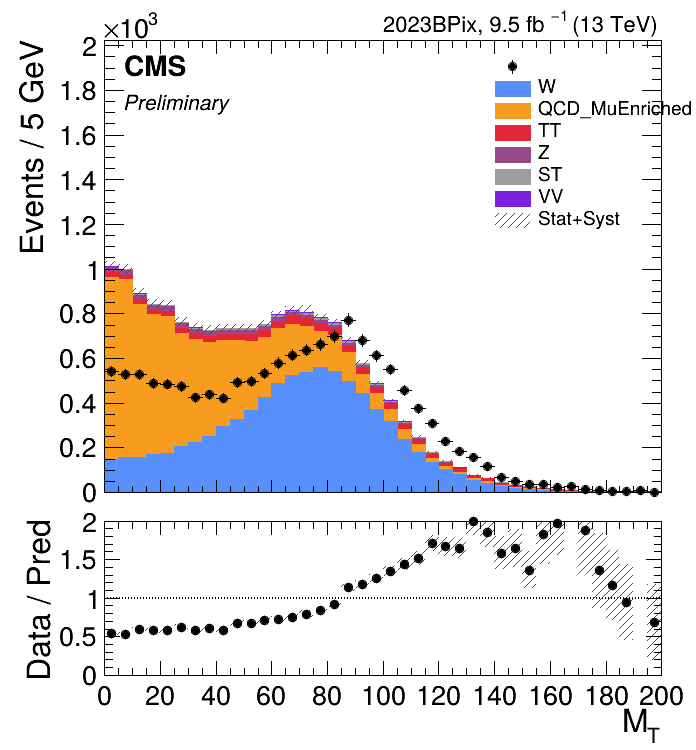 ×10³
2023BPix, 9.5 fb ⁻¹ (13 TeV)
CMS
Preliminary
W
QCD_MuEnriched
TT
Z
ST
VV
Stat+Syst
Events / 5 GeV
2
1.8
1.6
1.4
1.2
1
0.8
0.6
0.4
0.2
0
Data / Pred
2
1.5
1
0.5
0
0 20 40 60 80 100 120 140 160 180 200
M_T